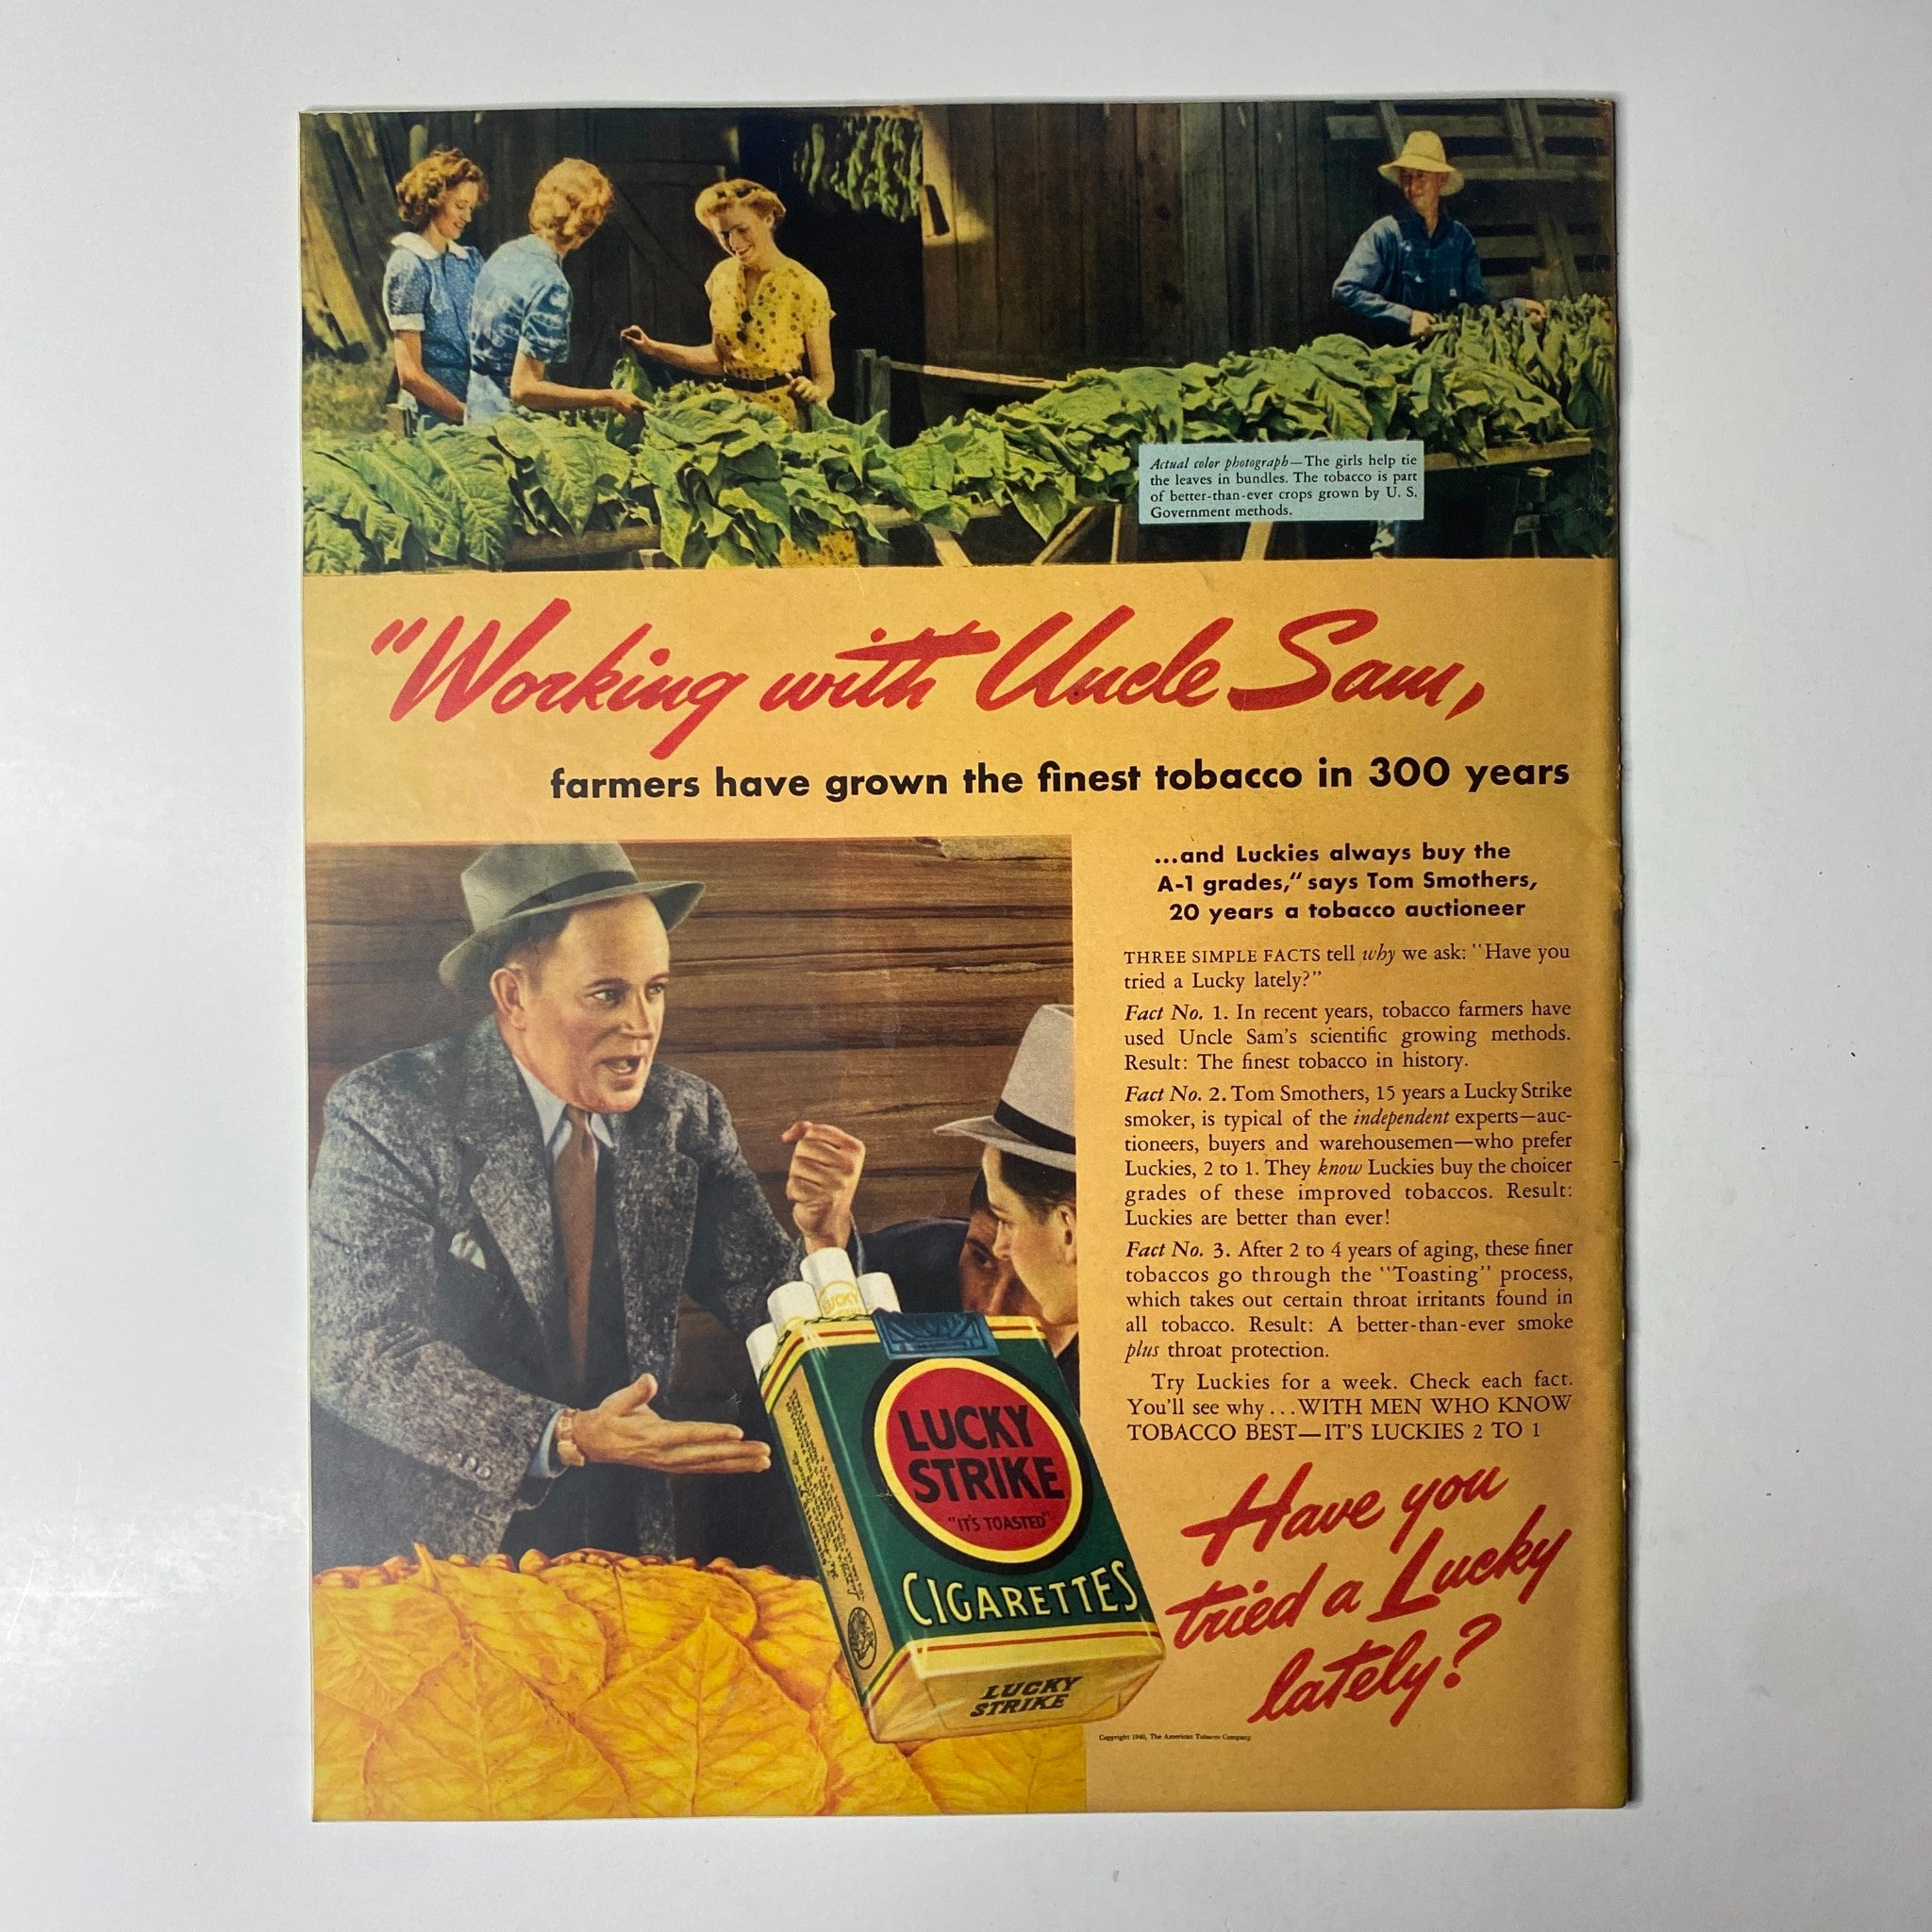 Actual color photograph—The girls help tie
the leaves in bundles. The tobacco is part
of better-than-ever crops grown by U. S.
Government methods.
"Working with Uncle Sam,
farmers have grown the finest tobacco in 300 years
...and Luckies always buy the
A-1 grades," says Tom Smothers,
20 years a tobacco auctioneer
THREE SIMPLE FACTS tell why we ask: "Have you
tried a Lucky lately?"
Fact No. 1. In recent years, tobacco farmers have
used Uncle Sam's scientific growing methods.
Result: The finest tobacco in history.
Fact No. 2. Tom Smothers, 15 years a Lucky Strike
smoker, is typical of the independent experts—auc-
tioneers, buyers and warehousemen—who prefer
Luckies, 2 to 1. They know Luckies buy the choicer
grades of these improved tobaccos. Result:
Luckies are better than ever!
Fact No. 3. After 2 to 4 years of aging, these finer
tobaccos go through the "Toasting" process,
which takes out certain throat irritants found in
all tobacco. Result: A better-than-ever smoke
plus throat protection.
Try Luckies for a week. Check each fact.
You'll see why...WITH MEN WHO KNOW
TOBACCO BEST—IT'S LUCKIES 2 TO 1
LUCKY
LUCKY
STRIKE
"IT'S TOASTED"
CIGARETTES
LUCKY
STRIKE
Have you
tried a Lucky
lately?
Copyright 1940, The American Tobacco Company